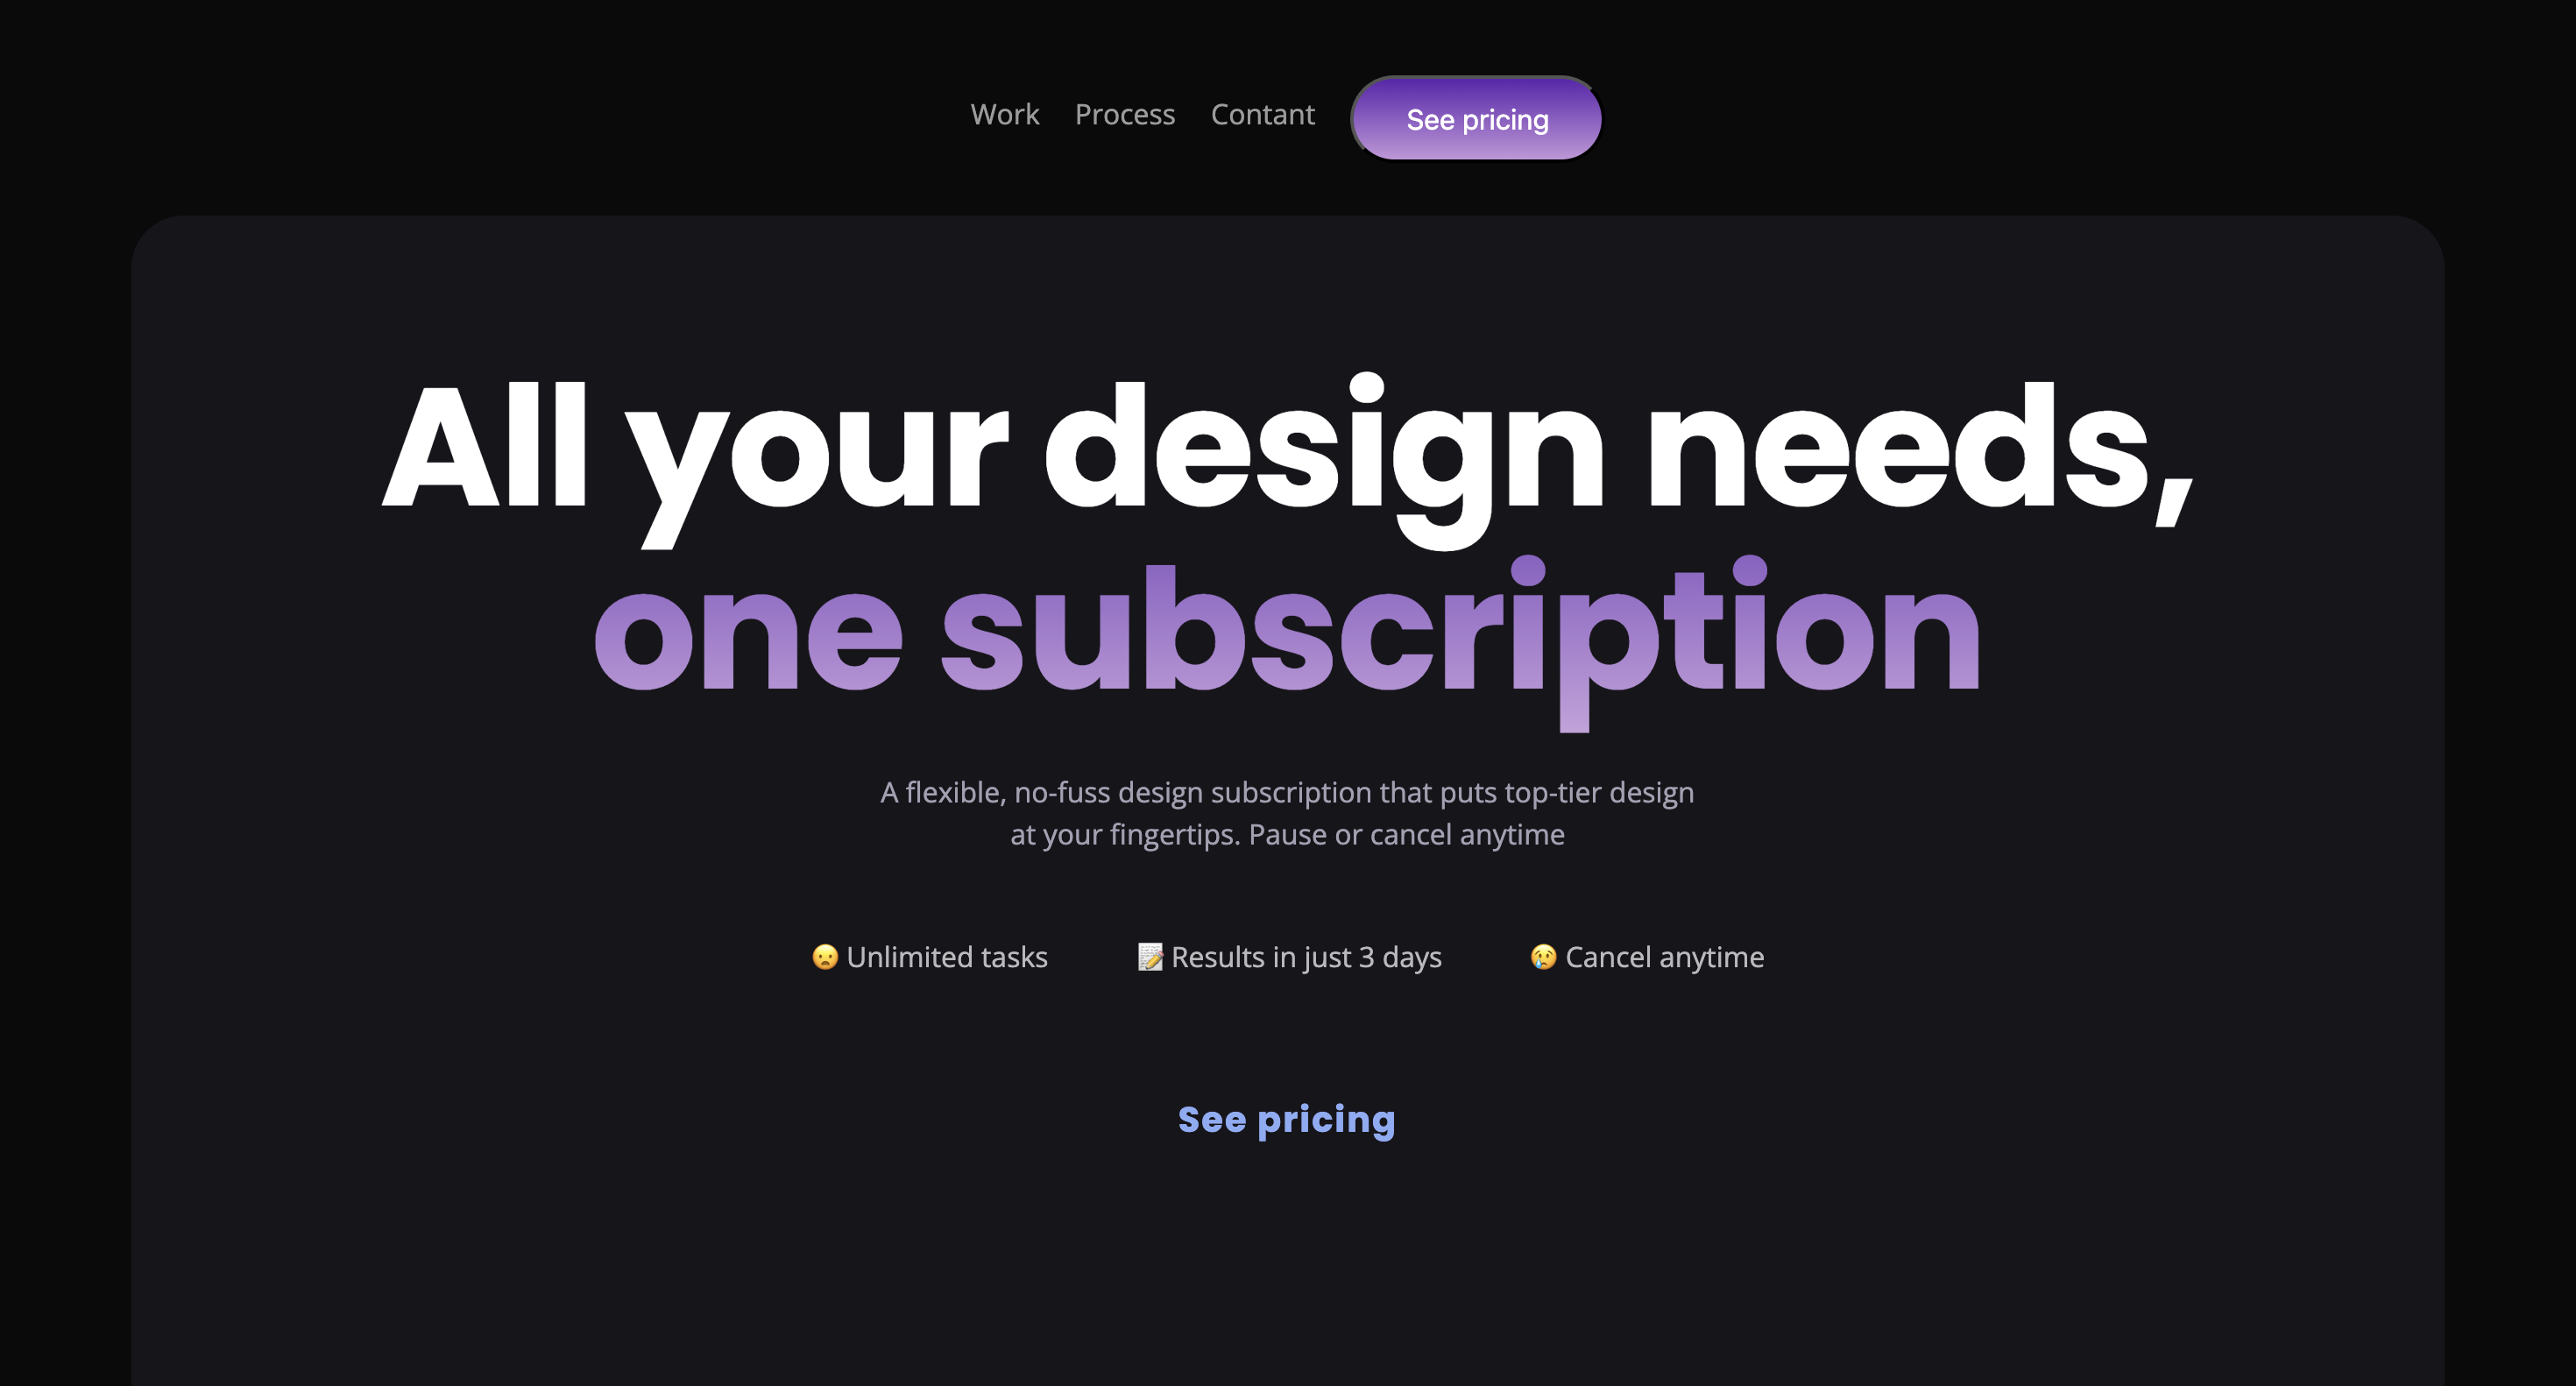 Work Process Contant See pricing
All your design needs,
one subscription
A flexible, no-fuss design subscription that puts top-tier design
at your fingertips. Pause or cancel anytime
😦 Unlimited tasks 📝 Results in just 3 days 😢 Cancel anytime
See pricing